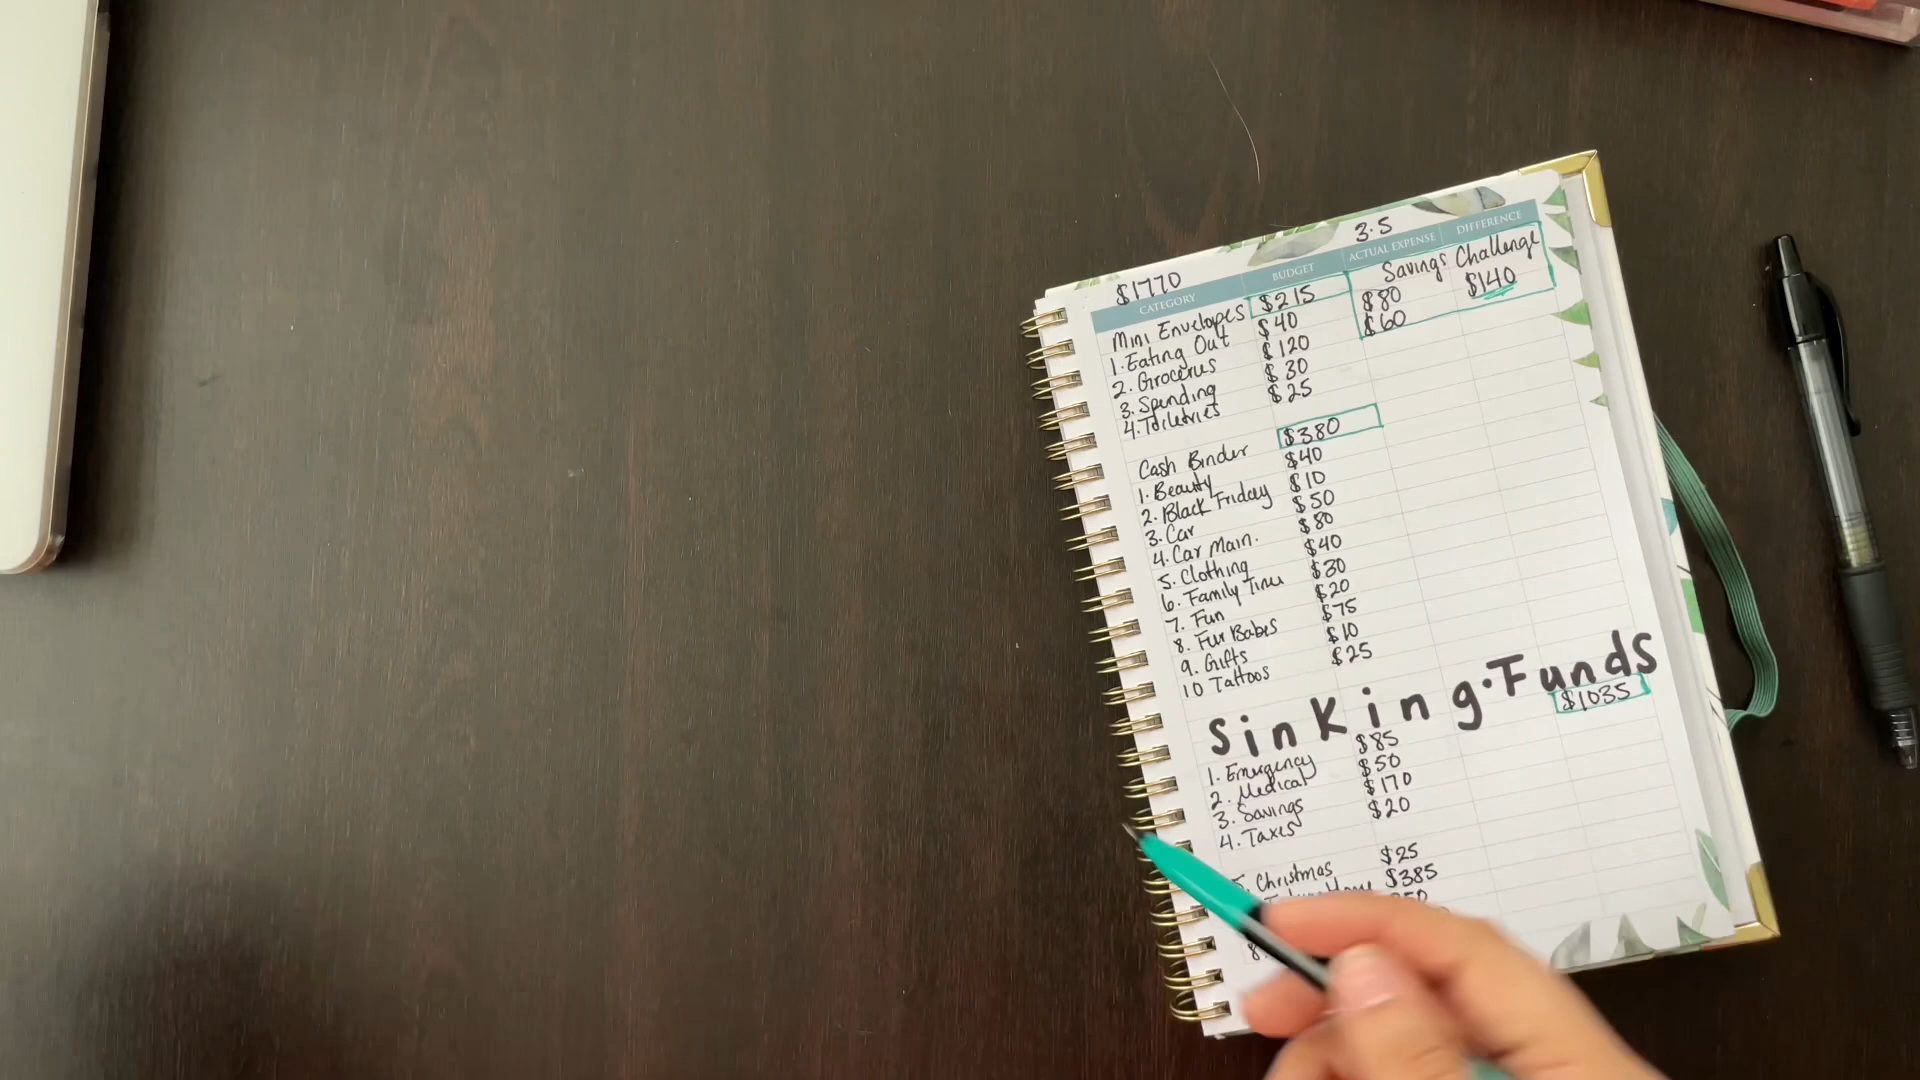 3.5
$1770
CATEGORY BUDGET ACTUAL EXPENSE DIFFERENCE
Mini Envelopes $215 Savings Challenge
1. Eating Out $40 $80 $140
2. Groceries $120 $60
3. Spending $30
4. Toiletries $25
Cash Binder $380
1. Beauty $40
2. Black Friday $10
3. Car $50
4. Car Main. $80
5. Clothing $40
6. Family Time $30
7. Fun $20
8. Fur Babes $75
9. Gifts $10
10 Tattoos $25
Sinking.Funds
$1035
1. Emergency $85
2. Medical $50
3. Savings $170
4. Taxes $20
5. Christmas $25
$385
8.